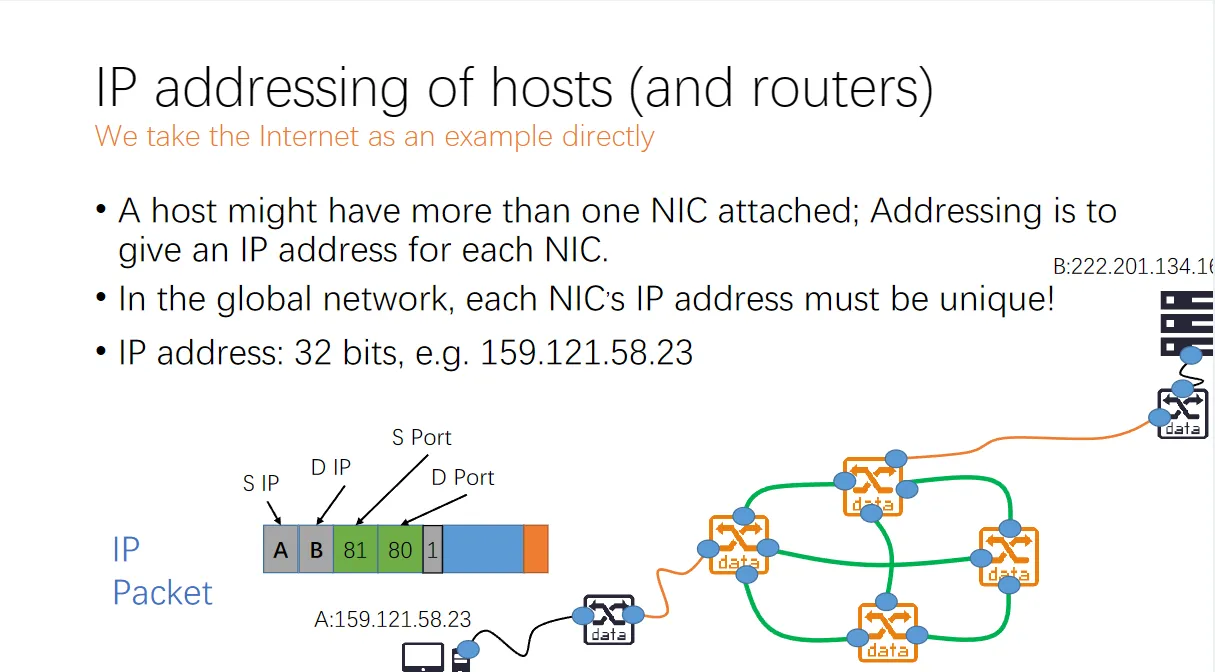 IP addressing of hosts (and routers)
We take the Internet as an example directly
• A host might have more than one NIC attached; Addressing is to
give an IP address for each NIC.
• In the global network, each NIC's IP address must be unique!
• IP address: 32 bits, e.g. 159.121.58.23
B:222.201.134.16
S Port
D IP
D Port
S IP
A B 81 80 1
IP
Packet
A:159.121.58.23
data
data
data
data
data
data